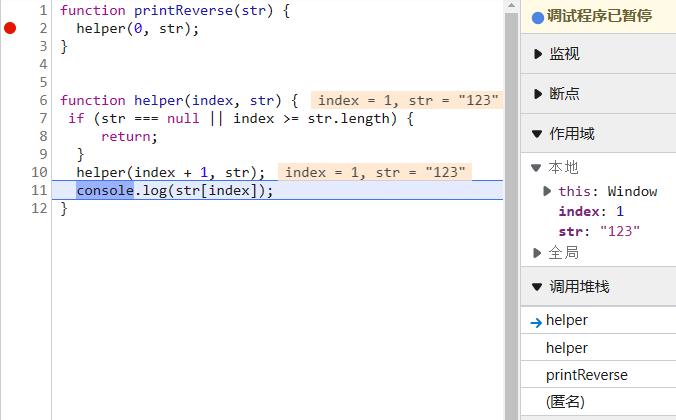 1 function printReverse(str) {
2 helper(0, str);
3 }
4
5
6 function helper(index, str) { index = 1, str = "123"
7 if (str === null || index >= str.length) {
8 return;
9 }
10 helper(index + 1, str); index = 1, str = "123"
11 console.log(str[index]);
12 }
调试程序已暂停
监视
断点
作用域
本地
this: Window
index: 1
str: "123"
全局
调用堆栈
helper
helper
printReverse
(匿名)